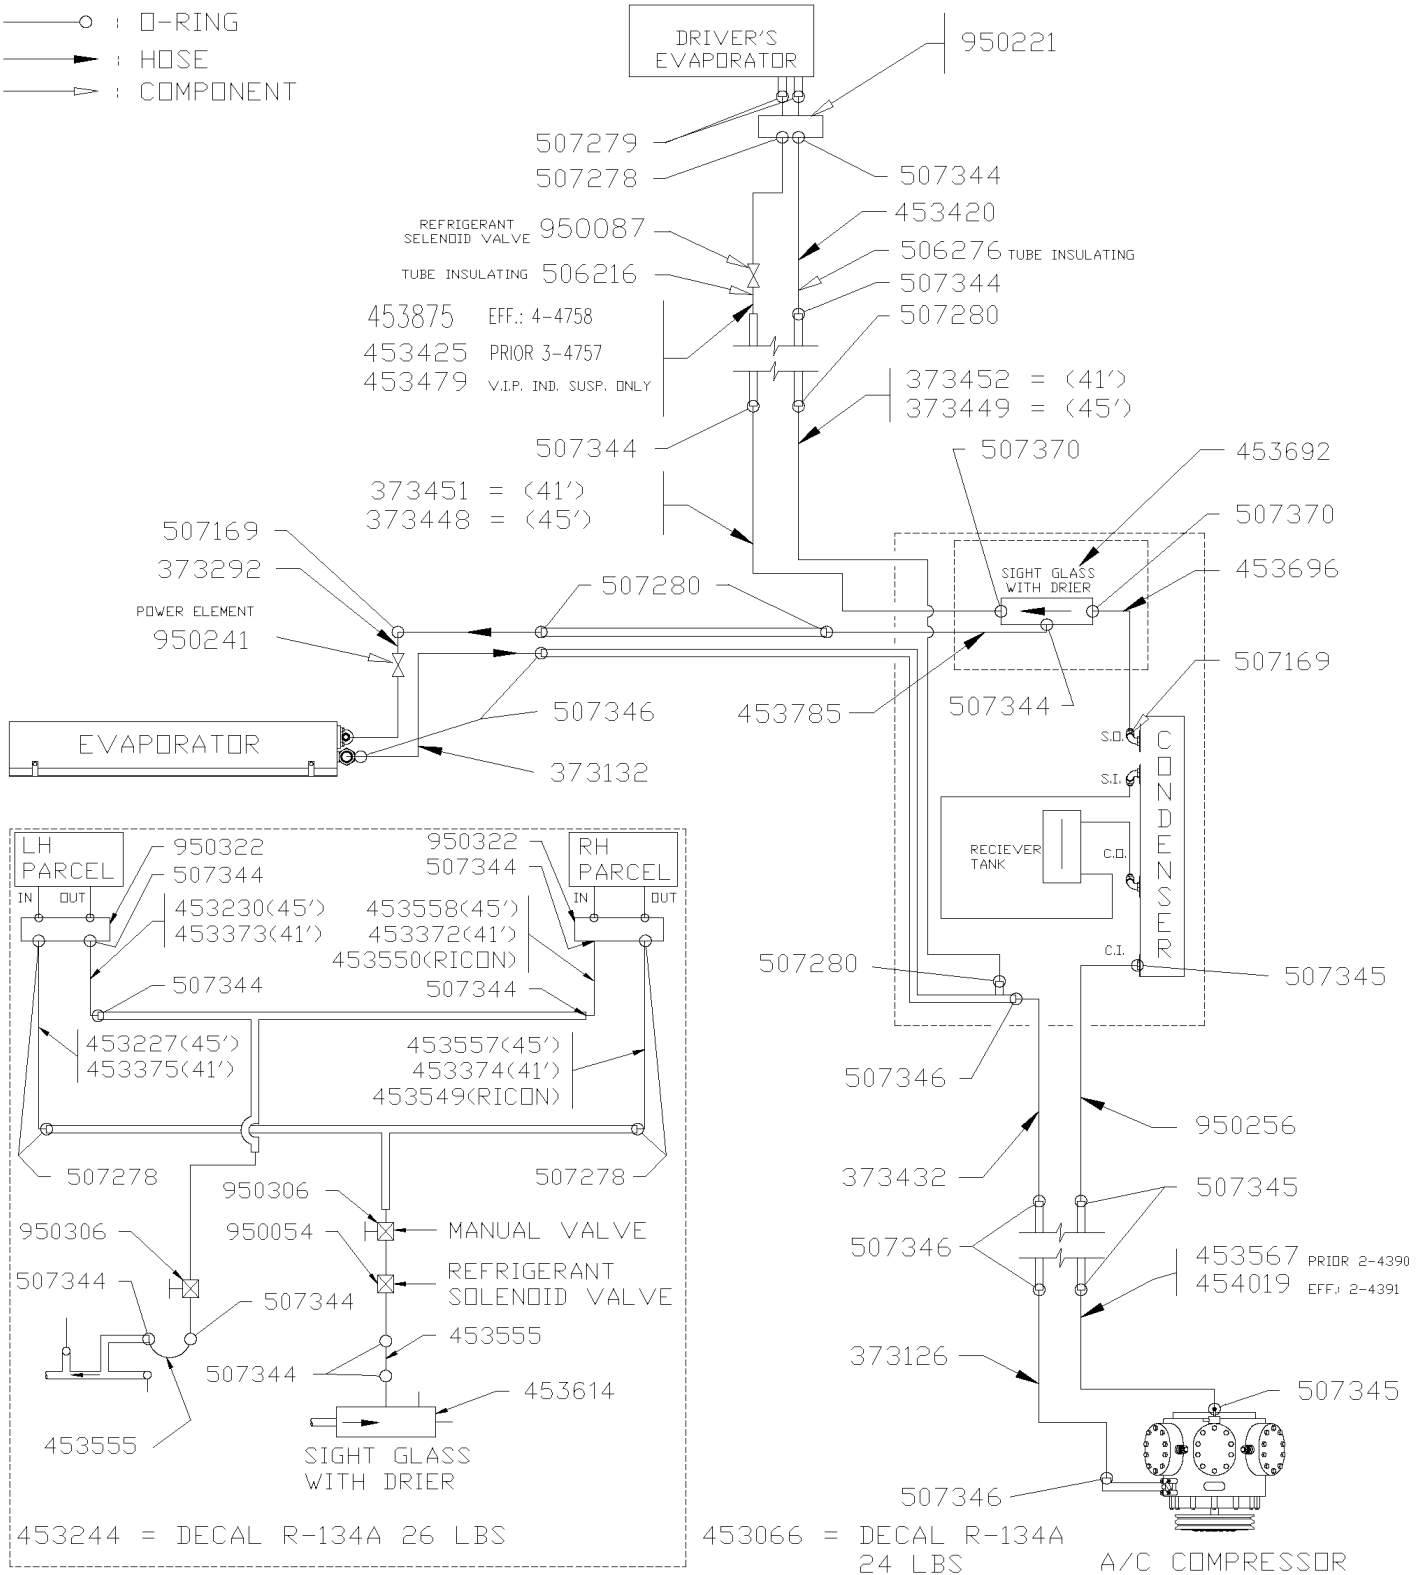 : O-RING
: HOSE
: COMPONENT
DRIVER'S
EVAPORATOR
950221
507279
507278
507344
453420
REFRIGERANT
SELENOID VALVE 950087
506276 TUBE INSULATING
TUBE INSULATING 506216
507344
507280
453875 EFF.: 4-4758
453425 PRIOR 3-4757
453479 V.I.P. IND. SUSP. ONLY
373452 = (41')
373449 = (45')
507344
507370
453692
373451 = (41')
373448 = (45')
507169
507370
373292
507280
SIGHT GLASS
WITH DRIER
453696
POWER ELEMENT
950241
507169
507346
453785
507344
EVAPORATOR
373132
S.O.
S.I.
C.O.
C.I.
CONDENSER
RECIEVER
TANK
507280
507345
507346
950256
373432
507345
507346
453567 PRIOR 2-4390
454019 EFF.: 2-4391
373126
507345
507346
A/C COMPRESSOR
453066 = DECAL R-134A
24 LBS
LH
PARCEL
IN OUT
950322
507344
453230(45')
453373(41')
950322
507344
RH
PARCEL
IN OUT
453558(45')
453372(41')
453550(RICON)
507344
507344
453227(45')
453375(41')
453557(45')
453374(41')
453549(RICON)
507278
507278
950306
950306
MANUAL VALVE
950054
REFRIGERANT
SOLENOID VALVE
507344
507344
453555
507344
453614
453555
SIGHT GLASS
WITH DRIER
453244 = DECAL R-134A 26 LBS